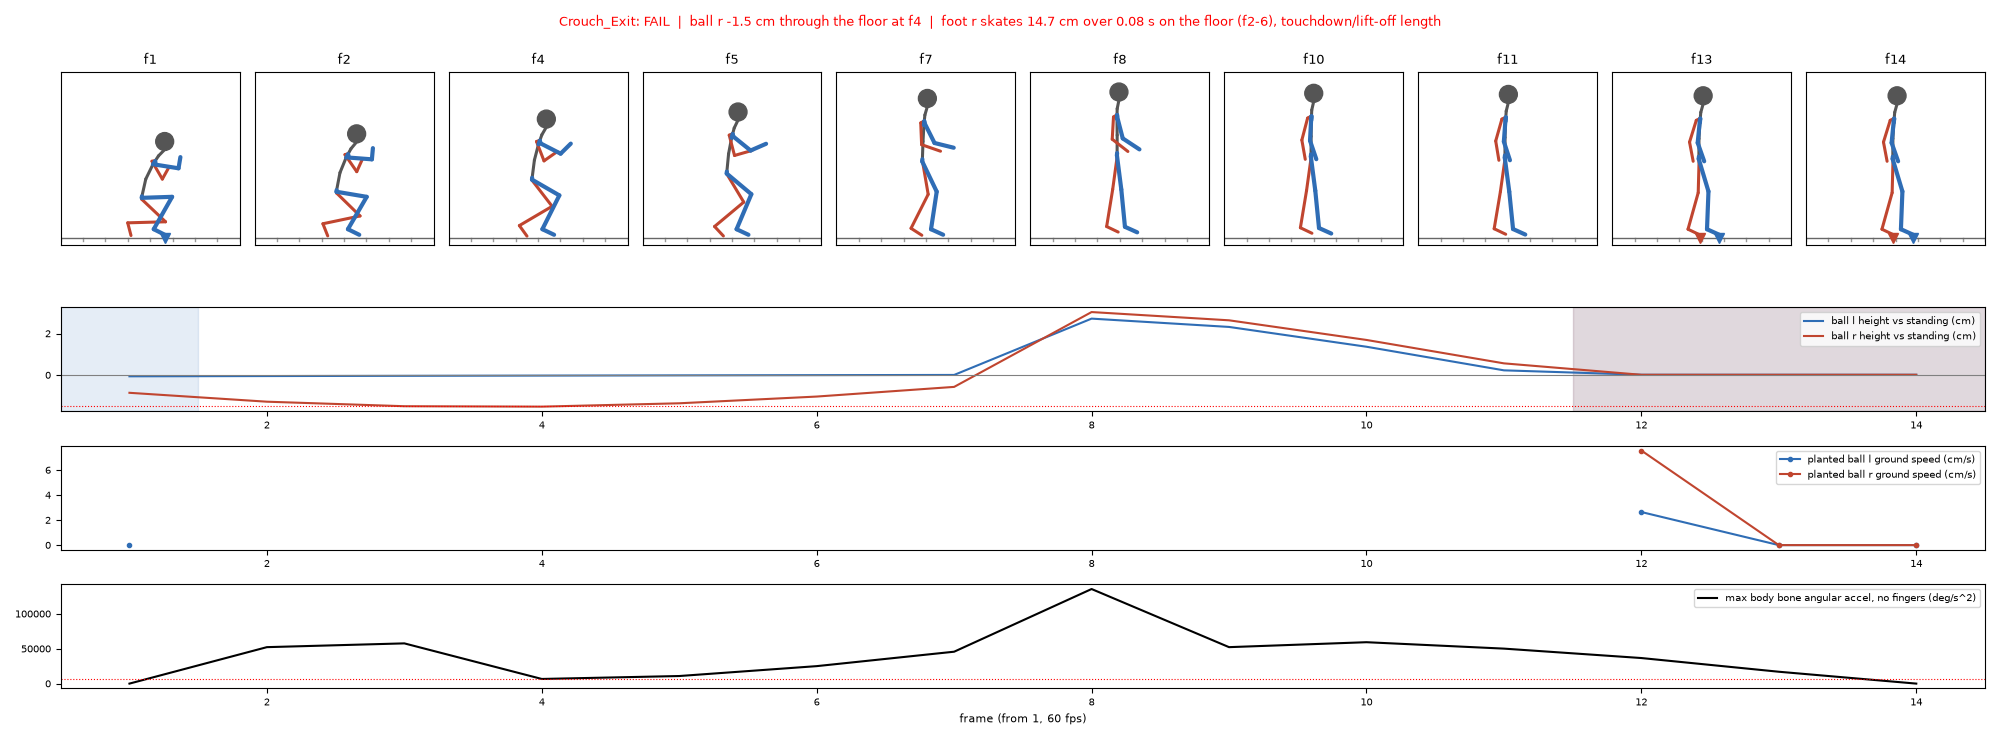 Crouch_Exit: FAIL | ball r -1.5 cm through the floor at f4 | foot r skates 14.7 cm over 0.08 s on the floor (f2-6), touchdown/lift-off length
f1 f2 f4 f5 f7 f8 f10 f11 f13 f14
ball l height vs standing (cm)
ball r height vs standing (cm)
2
0
2 4 6 8 10 12 14
planted ball l ground speed (cm/s)
planted ball r ground speed (cm/s)
6
4
2
0
2 4 6 8 10 12 14
max body bone angular accel, no fingers (deg/s^2)
100000
50000
0
2 4 6 8 10 12 14
frame (from 1, 60 fps)